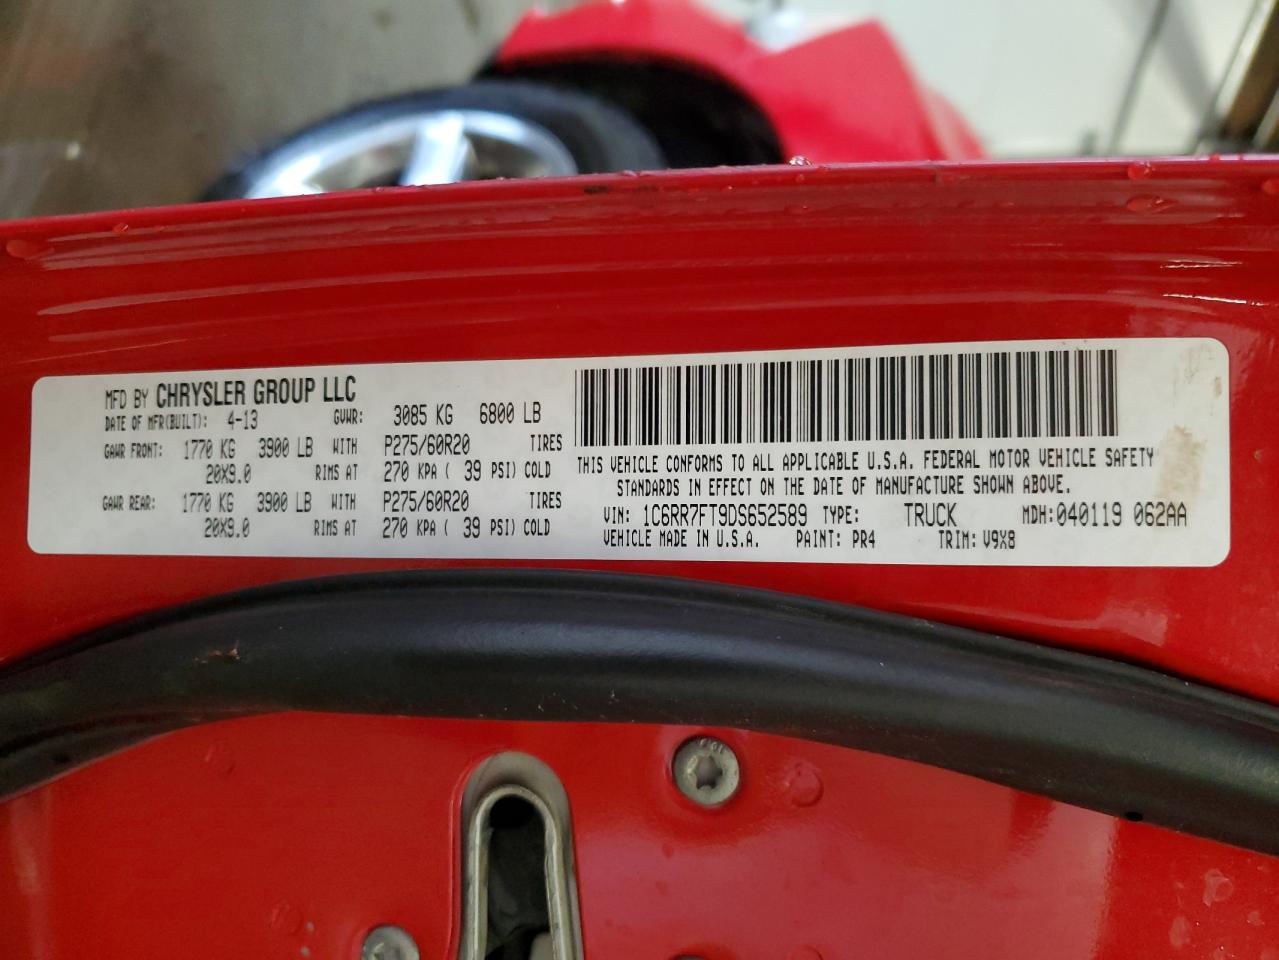 MFD BY CHRYSLER GROUP LLC
DATE OF MFR(BUILT): 4-13 GVWR: 3085 KG 6800 LB
GAWR FRONT: 1770 KG 3900 LB WITH P275/60R20 TIRES
20X9.0 RIMS AT 270 KPA ( 39 PSI) COLD
GAWR REAR: 1770 KG 3900 LB WITH P275/60R20 TIRES
20X9.0 RIMS AT 270 KPA ( 39 PSI) COLD
THIS VEHICLE CONFORMS TO ALL APPLICABLE U.S.A. FEDERAL MOTOR VEHICLE SAFETY
STANDARDS IN EFFECT ON THE DATE OF MANUFACTURE SHOWN ABOVE.
VIN: 1C6RR7FT9DS652589 TYPE: TRUCK MDH:040119 062AA
VEHICLE MADE IN U.S.A. PAINT: PR4 TRIM: V9X8